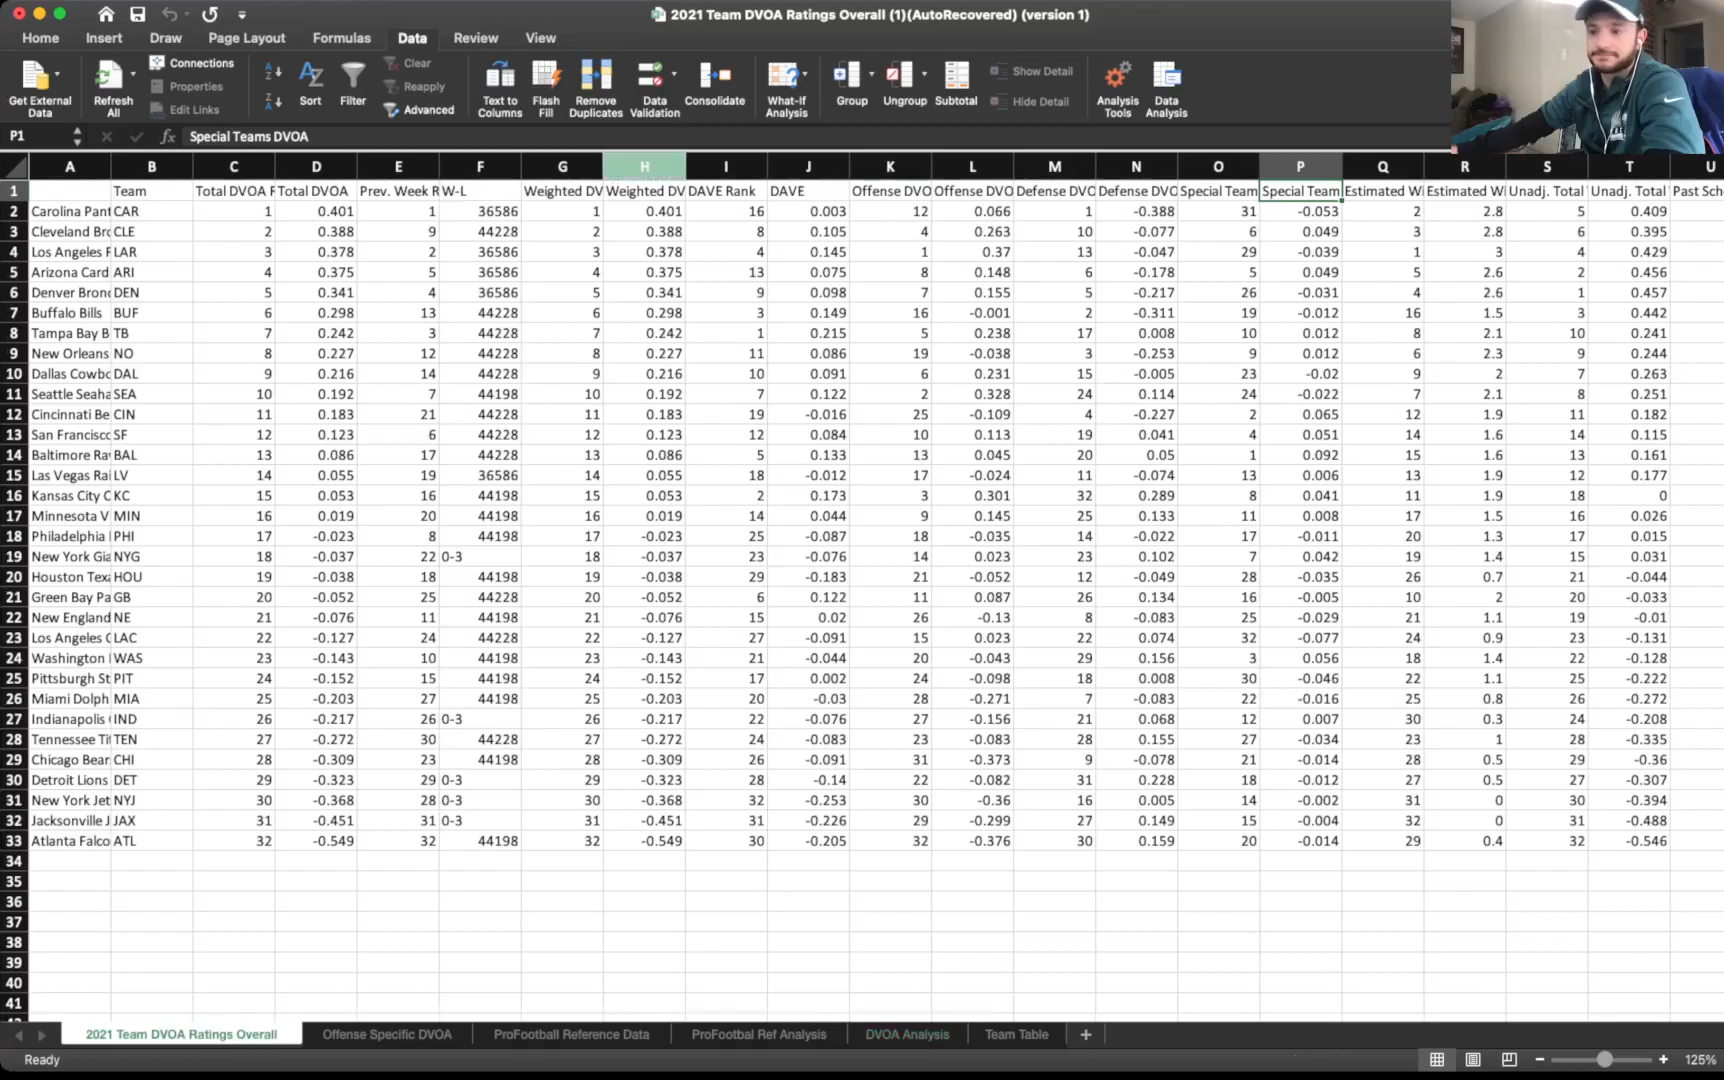 2021 Team DVOA Ratings Overall (1)(AutoRecovered) (version 1)
Home Insert Draw Page Layout Formulas Data Review View
Get External Data
Refresh All
Connections
Properties
Edit Links
Sort
Filter
Clear
Reapply
Advanced
Text to Columns
Flash Fill
Remove Duplicates
Data Validation
Consolidate
What-If Analysis
Group
Ungroup
Subtotal
Show Detail
Hide Detail
Analysis Tools
Data Analysis
P1 fx Special Teams DVOA
A B C D E F G H I J K L M N O P Q R S T U
1 Team Total DVOA F Total DVOA Prev. Week R W-L Weighted DV Weighted DV DAVE Rank DAVE Offense DVO Offense DVO Defense DVO Defense DVO Special Team Special Team Estimated Wi Estimated Wi Unadj. Total Unadj. Total Past Sch
2 Carolina Pant CAR 1 0.401 1 36586 1 0.401 16 0.003 12 0.066 1 -0.388 31 -0.053 2 2.8 5 0.409
3 Cleveland Bro CLE 2 0.388 9 44228 2 0.388 8 0.105 4 0.263 10 -0.077 6 0.049 3 2.8 6 0.395
4 Los Angeles F LAR 3 0.378 2 36586 3 0.378 4 0.145 1 0.37 13 -0.047 29 -0.039 1 3 4 0.429
5 Arizona Card ARI 4 0.375 5 36586 4 0.375 13 0.075 8 0.148 6 -0.178 5 0.049 5 2.6 2 0.456
6 Denver Bronc DEN 5 0.341 4 36586 5 0.341 9 0.098 7 0.155 5 -0.217 26 -0.031 4 2.6 1 0.457
7 Buffalo Bills BUF 6 0.298 13 44228 6 0.298 3 0.149 16 -0.001 2 -0.311 19 -0.012 16 1.5 3 0.442
8 Tampa Bay B TB 7 0.242 3 44228 7 0.242 1 0.215 5 0.238 17 0.008 10 0.012 8 2.1 10 0.241
9 New Orleans NO 8 0.227 12 44228 8 0.227 11 0.086 19 -0.038 3 -0.253 9 0.012 6 2.3 9 0.244
10 Dallas Cowbo DAL 9 0.216 14 44228 9 0.216 10 0.091 6 0.231 15 -0.005 23 -0.02 9 2 7 0.263
11 Seattle Seaha SEA 10 0.192 7 44198 10 0.192 7 0.122 2 0.328 24 0.114 24 -0.022 7 2.1 8 0.251
12 Cincinnati Be CIN 11 0.183 21 44228 11 0.183 19 -0.016 25 -0.109 4 -0.227 2 0.065 12 1.9 11 0.182
13 San Francisco SF 12 0.123 6 44228 12 0.123 12 0.084 10 0.113 19 0.041 4 0.051 14 1.6 14 0.115
14 Baltimore Ra BAL 13 0.086 17 44228 13 0.086 5 0.133 13 0.045 20 0.05 1 0.092 15 1.6 13 0.161
15 Las Vegas Rai LV 14 0.055 19 36586 14 0.055 18 -0.012 17 -0.024 11 -0.074 13 0.006 13 1.9 12 0.177
16 Kansas City C KC 15 0.053 16 44198 15 0.053 2 0.173 3 0.301 32 0.289 8 0.041 11 1.9 18 0
17 Minnesota V MIN 16 0.019 20 44198 16 0.019 14 0.044 9 0.145 25 0.133 11 0.008 17 1.5 16 0.026
18 Philadelphia PHI 17 -0.023 8 44198 17 -0.023 25 -0.087 18 -0.035 14 -0.022 17 -0.011 20 1.3 17 0.015
19 New York Gia NYG 18 -0.037 22 0-3 18 -0.037 23 -0.076 14 0.023 23 0.102 7 0.042 19 1.4 15 0.031
20 Houston Texa HOU 19 -0.038 18 44198 19 -0.038 29 -0.183 21 -0.052 12 -0.049 28 -0.035 26 0.7 21 -0.044
21 Green Bay Pa GB 20 -0.052 25 44228 20 -0.052 6 0.122 11 0.087 26 0.134 16 -0.005 10 2 20 -0.033
22 New England NE 21 -0.076 11 44198 21 -0.076 15 0.02 26 -0.13 8 -0.083 25 -0.029 21 1.1 19 -0.01
23 Los Angeles C LAC 22 -0.127 24 44228 22 -0.127 27 -0.091 15 0.023 22 0.074 32 -0.077 24 0.9 23 -0.131
24 Washington WAS 23 -0.143 10 44198 23 -0.143 21 -0.044 20 -0.043 29 0.156 3 0.056 18 1.4 22 -0.128
25 Pittsburgh St PIT 24 -0.152 15 44198 24 -0.152 17 0.002 24 -0.098 18 0.008 30 -0.046 22 1.1 25 -0.222
26 Miami Dolph MIA 25 -0.203 27 44198 25 -0.203 20 -0.03 28 -0.271 7 -0.083 22 -0.016 25 0.8 26 -0.272
27 Indianapolis IND 26 -0.217 26 0-3 26 -0.217 22 -0.076 27 -0.156 21 0.068 12 0.007 30 0.3 24 -0.208
28 Tennessee Ti TEN 27 -0.272 30 44228 27 -0.272 24 -0.083 23 -0.083 28 0.155 27 -0.034 23 1 28 -0.335
29 Chicago Bear CHI 28 -0.309 23 44198 28 -0.309 26 -0.091 31 -0.373 9 -0.078 21 -0.014 28 0.5 29 -0.36
30 Detroit Lions DET 29 -0.323 29 0-3 29 -0.323 28 -0.14 22 -0.082 31 0.228 18 -0.012 27 0.5 27 -0.307
31 New York Jet NYJ 30 -0.368 28 0-3 30 -0.368 32 -0.253 30 -0.36 16 0.005 14 -0.002 31 0 30 -0.394
32 Jacksonville J JAX 31 -0.451 31 0-3 31 -0.451 31 -0.226 29 -0.299 27 0.149 15 -0.004 32 0 31 -0.488
33 Atlanta Falco ATL 32 -0.549 32 44198 32 -0.549 30 -0.205 32 -0.376 30 0.159 20 -0.014 29 0.4 32 -0.546
34
35
36
37
38
39
40
41
2021 Team DVOA Ratings Overall Offense Specific DVOA ProFootball Reference Data ProFootbal Ref Analysis DVOA Analysis Team Table +
Ready 125%